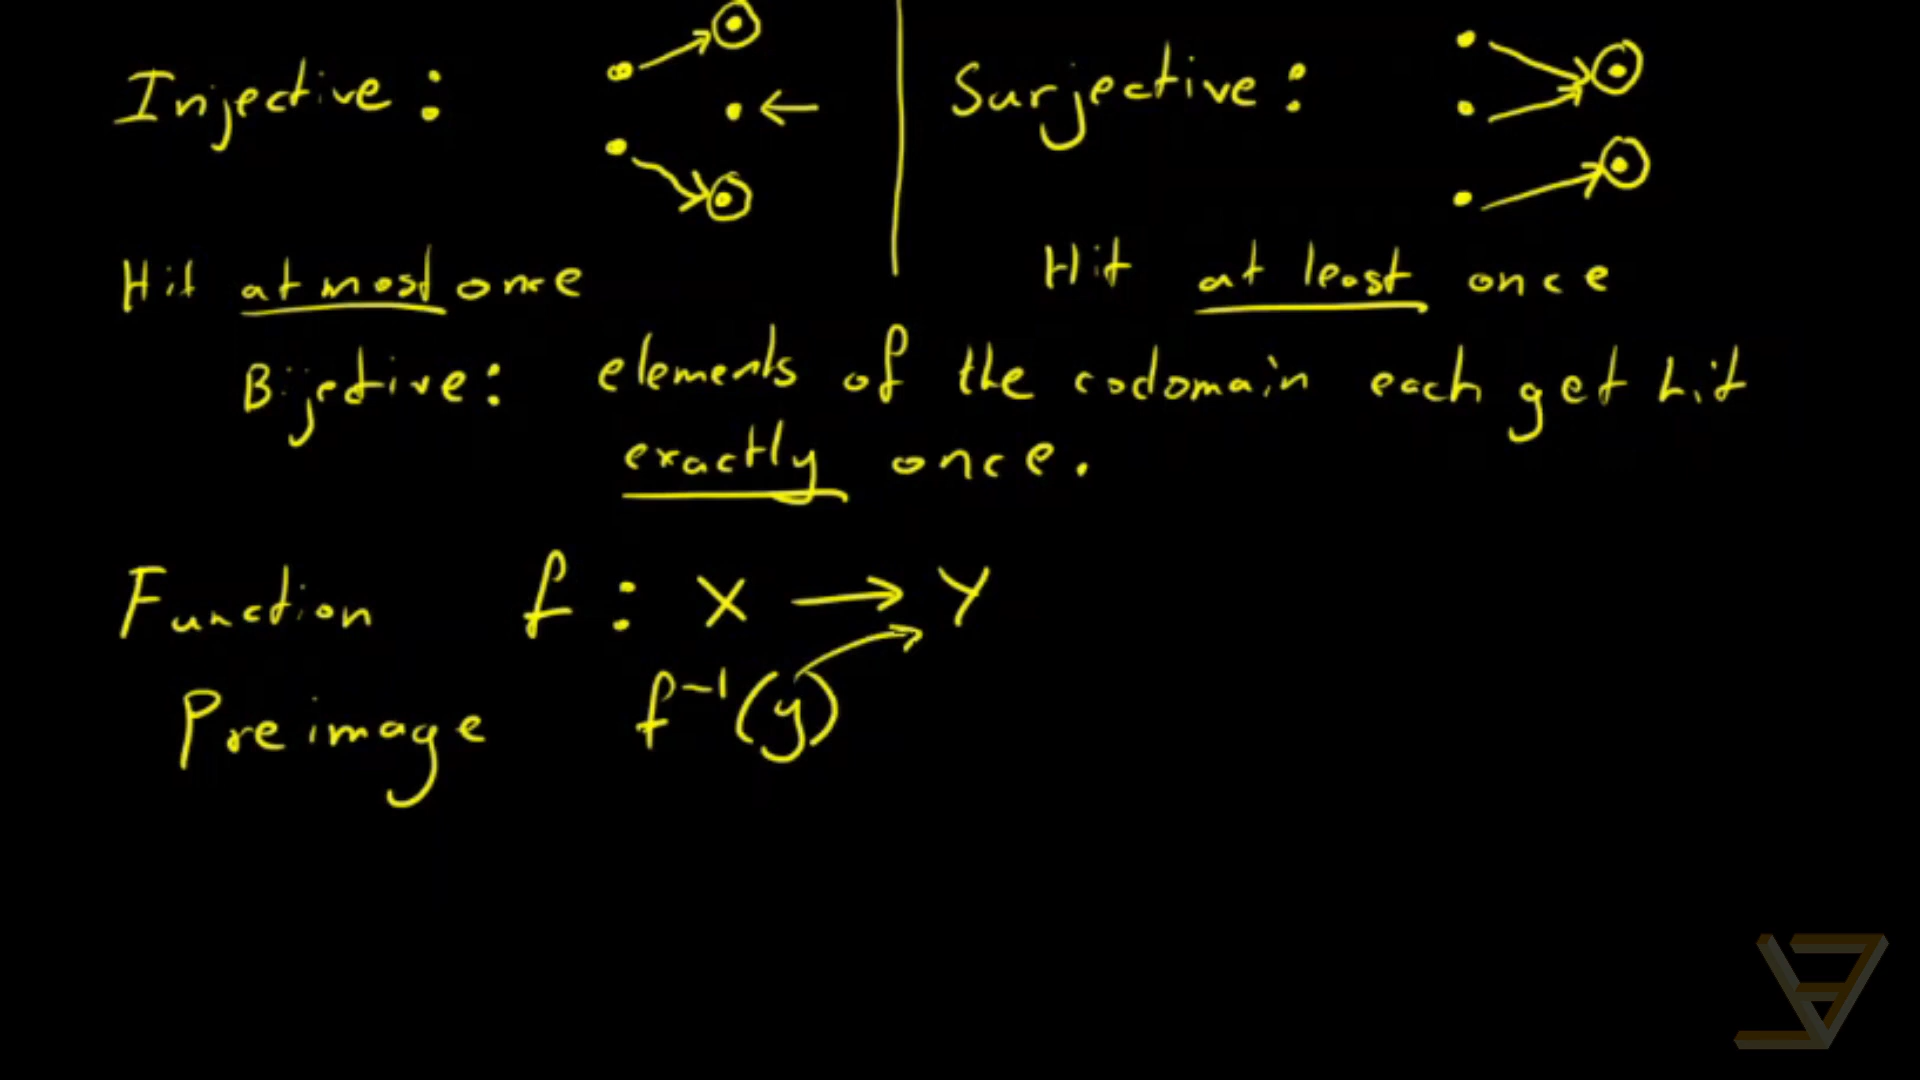 Injective:
Surjective:
Hit at most once
Hit at least once
Bijective: elements of the codomain each get hit
exactly once.
Function f : X → Y
Preimage f⁻¹(y)